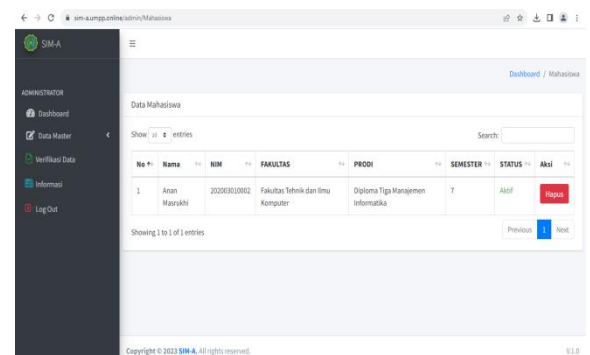 sim-a.umpp.online/admin/Mahasiswa
SIM-A
Dashboard / Mahasiswa
ADMINISTRATOR
Dashboard
Data Master
Verifikasi Data
Informasi
Log Out
Data Mahasiswa
Show 10 entries
Search:
No Nama NIM FAKULTAS PRODI SEMESTER STATUS Aksi
1 Anan Masrukhi 202003010002 Fakultas Tehnik dan Ilmu Komputer Diploma Tiga Manajemen Informatika 7 Aktif Hapus
Showing 1 to 1 of 1 entries
Previous 1 Next
Copyright © 2023 SIM-A. All rights reserved.
V.1.0